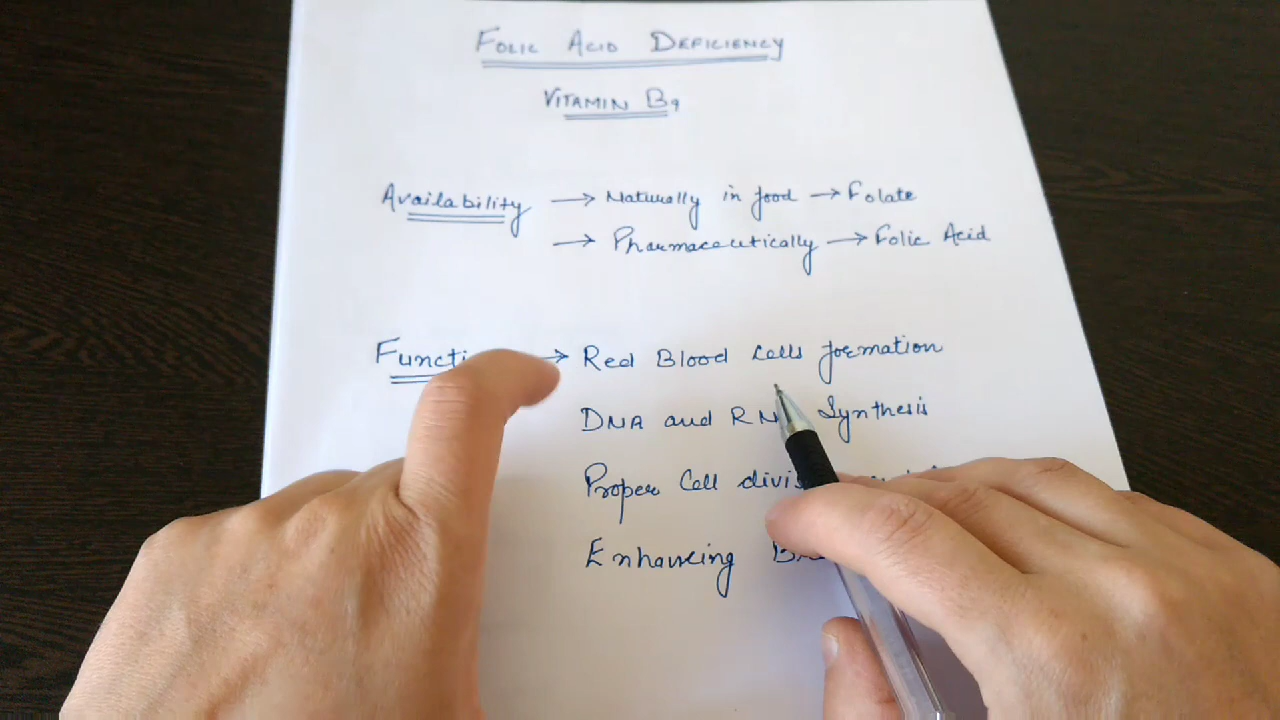 FOLIC ACID DEFICIENCY
VITAMIN B9
Availability → Naturally in food → Folate
→ Pharmaceutically → Folic Acid
→ Red Blood Cells formation
DNA and Synthesis
Proper Cell
Enhancing